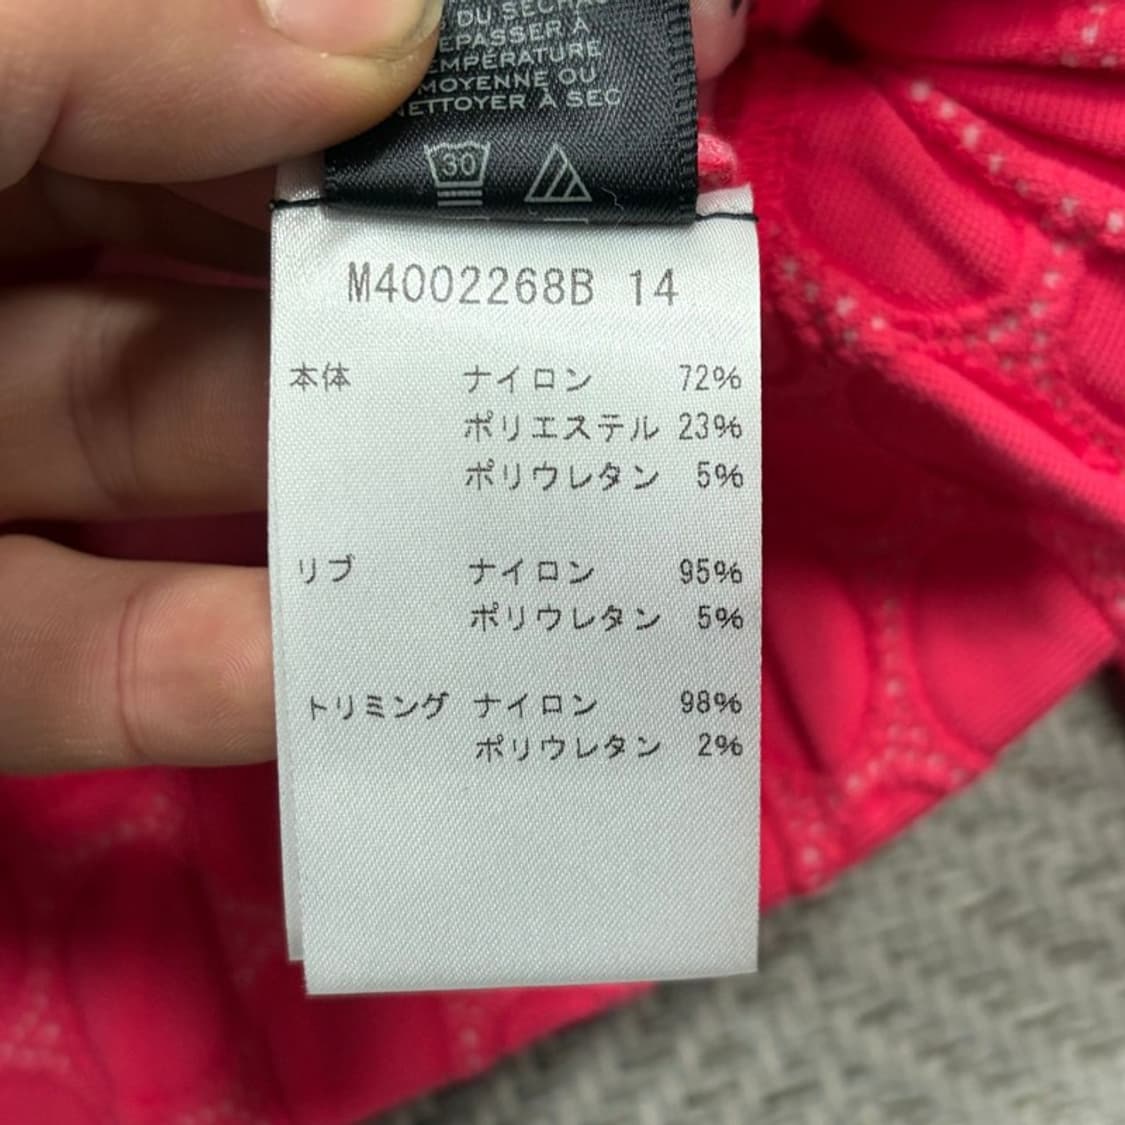 DU SÉCHA
EPASSER À
EMPÉRATURE
MOYENNE OU
NETTOYER À SEC
30
M4002268B 14
本体 ナイロン 72%
ポリエステル 23%
ポリウレタン 5%
リブ ナイロン 95%
ポリウレタン 5%
トリミング ナイロン 98%
ポリウレタン 2%